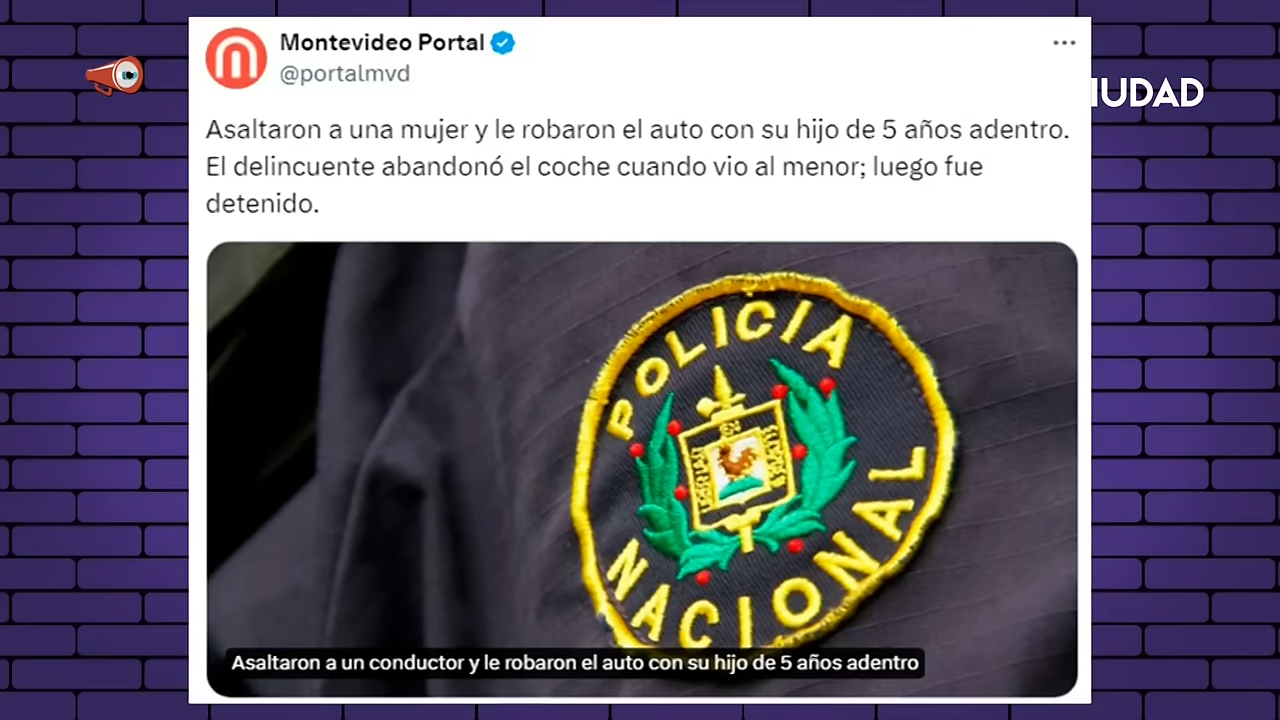 Montevideo Portal
@portalmvd
IUDAD
Asaltaron a una mujer y le robaron el auto con su hijo de 5 años adentro.
El delincuente abandonó el coche cuando vio al menor; luego fue
detenido.
POLICIA
NACIONAL
Asaltaron a un conductor y le robaron el auto con su hijo de 5 años adentro